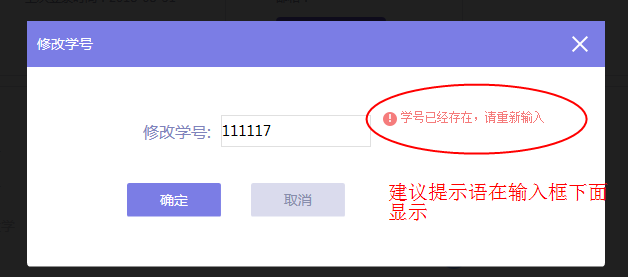 修改学号
修改学号:
111117
学号已经存在，请重新输入
确定
取消
建议提示语在输入框下面
显示